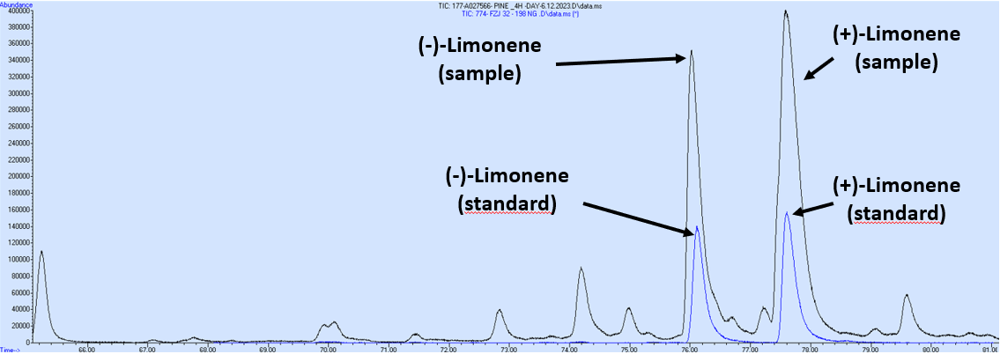 Abundance
TIC: 177-A027566- PINE _4H -DAY-6.12.2023.D\data.ms
TIC: 774- FZJ 32 - 198 NG .D\data.ms (*)
400000
380000
360000
340000
320000
300000
280000
260000
240000
220000
200000
180000
160000
140000
120000
100000
80000
60000
40000
20000
0
(-)-Limonene
(sample)
(+)-Limonene
(sample)
(-)-Limonene
(standard)
(+)-Limonene
(standard)
Time-->
66.00 67.00 68.00 69.00 70.00 71.00 72.00 73.00 74.00 75.00 76.00 77.00 78.00 79.00 80.00 81.00